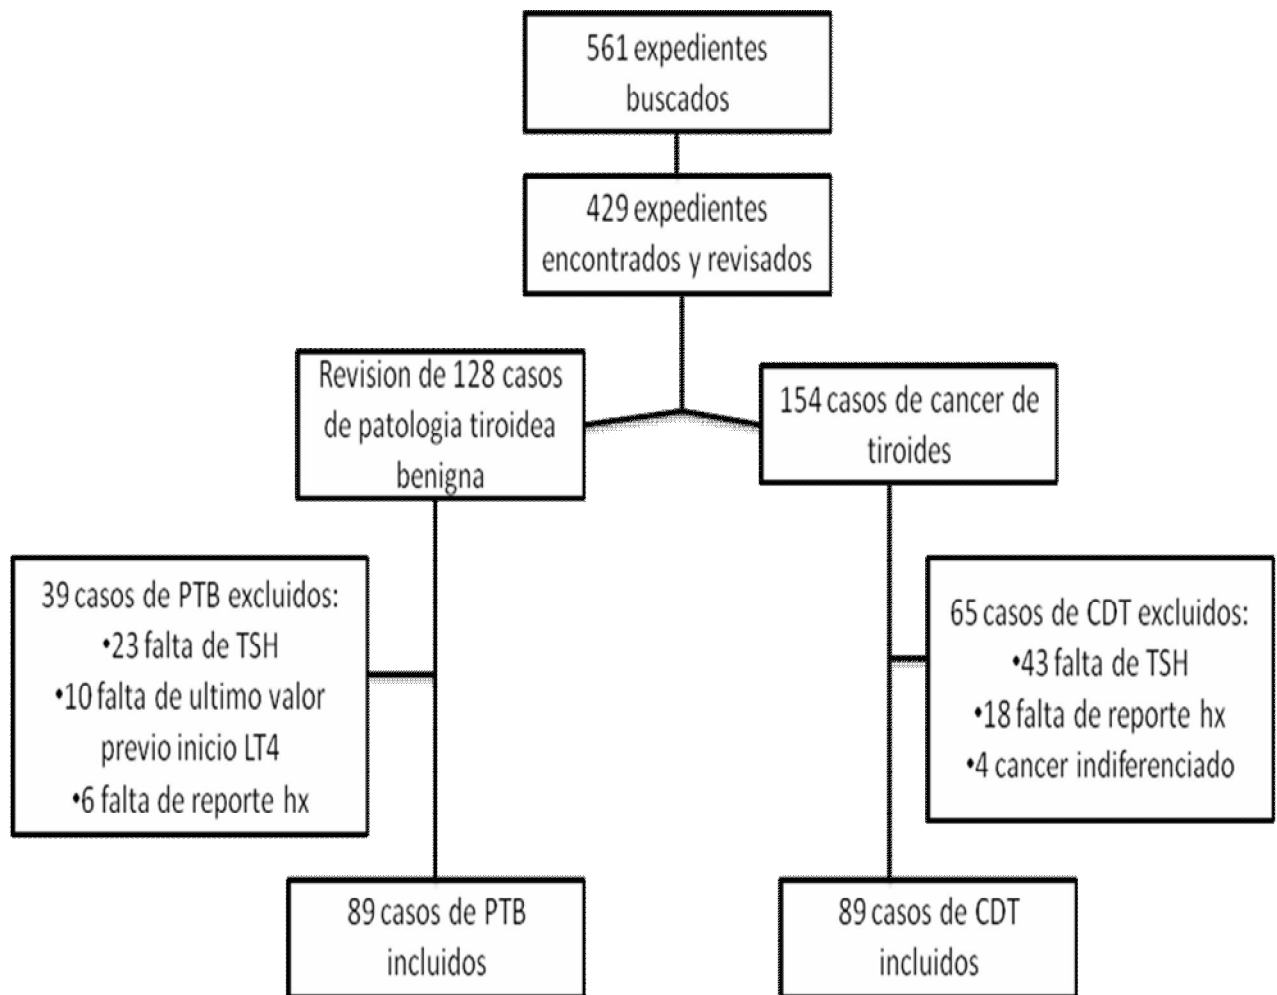 561 expedientes
buscados
429 expedientes
encontrados y revisados
Revision de 128 casos
de patologia tiroidea
benigna
154 casos de cancer de
tiroides
39 casos de PTB excluidos:
•23 falta de TSH
•10 falta de ultimo valor
previo inicio LT4
•6 falta de reporte hx
65 casos de CDT excluidos:
•43 falta de TSH
•18 falta de reporte hx
•4 cancer indiferenciado
89 casos de PTB
incluidos
89 casos de CDT
incluidos